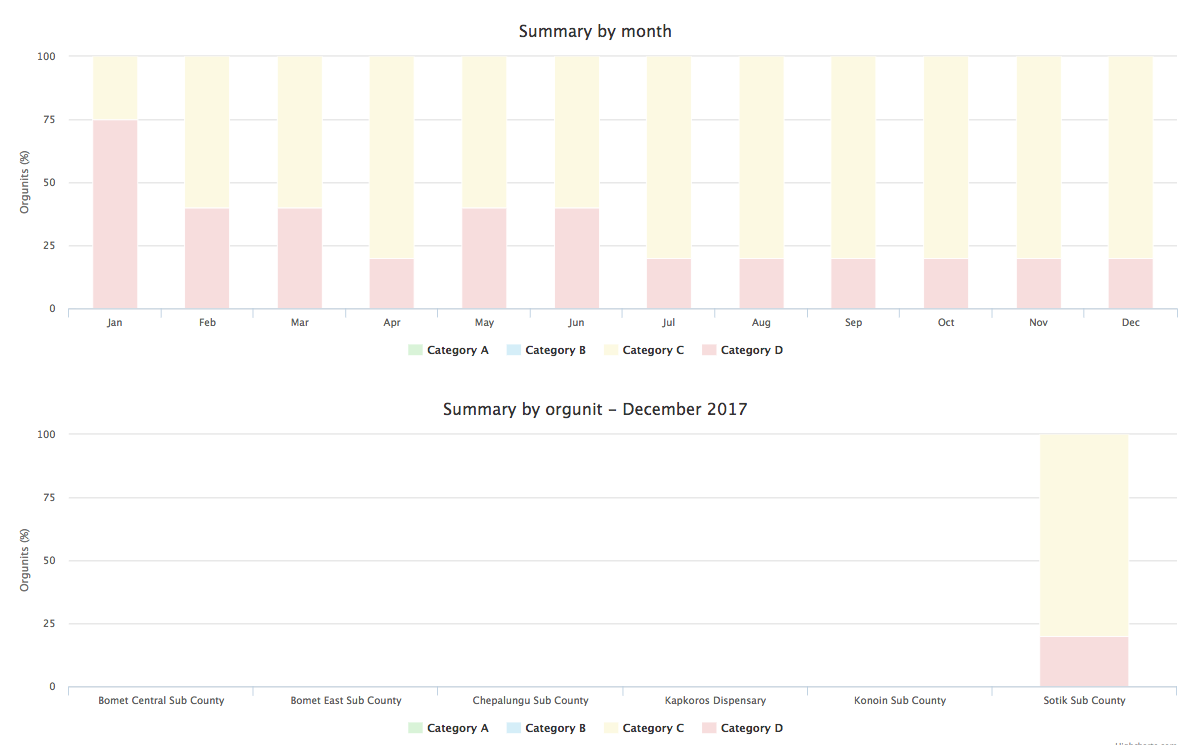 Summary by month
100
75
50
25
0
Orgunits (%)
Jan Feb Mar Apr May Jun Jul Aug Sep Oct Nov Dec
Category A Category B Category C Category D
Summary by orgunit – December 2017
100
75
50
25
0
Orgunits (%)
Bomet Central Sub County Bomet East Sub County Chepalungu Sub County Kapkoros Dispensary Konoin Sub County Sotik Sub County
Category A Category B Category C Category D